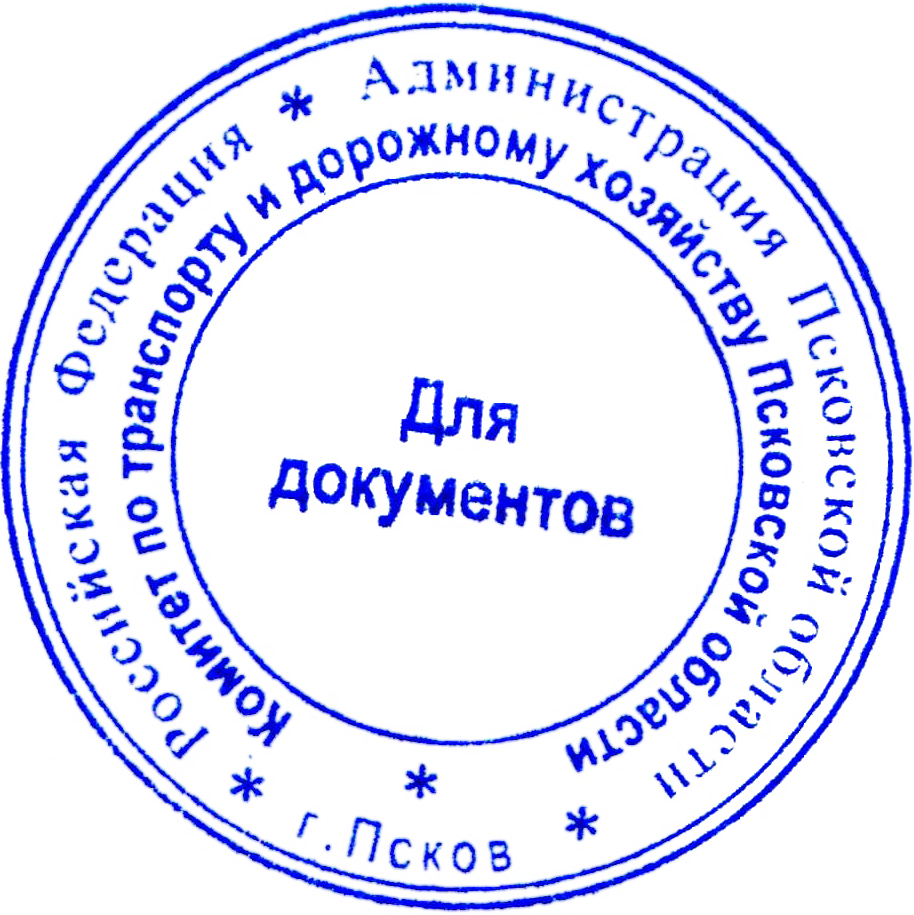 Российская Федерация * Администрация Псковской области *
г.Псков *
Комитет по транспорту и дорожному хозяйству Псковской области *
Для
документов